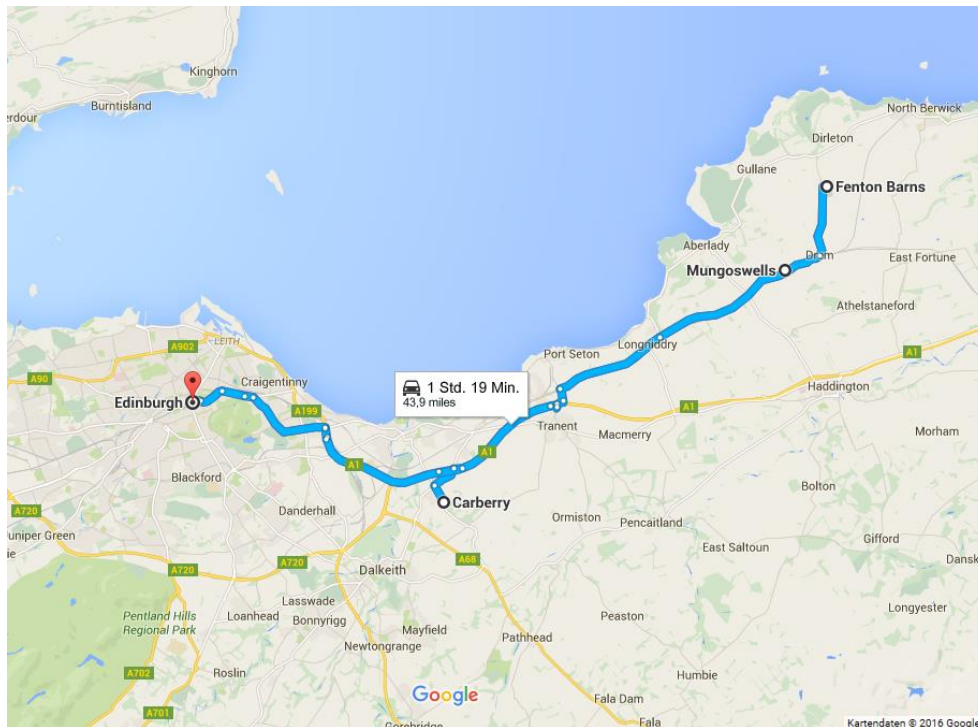 Kinghorn
Burntisland
erdour
North Berwick
Dirleton
Gullane
Fenton Barns
Aberlady
Drem
East Fortune
Mungoswells
Athelstaneford
LEITH
A902
Port Seton
Longniddry
A1
A90
Craigentinny
1 Std. 19 Min.
43,9 miles
Haddington
Edinburgh
A199
A1
Tranent
Macmerry
Morham
A1
A1
Blackford
Bolton
Carberry
Danderhall
Ormiston
Pencaitland
A720
Juniper Green
Gifford
East Saltoun
A68
Dansk
A720
A720
Dalkeith
Lasswade
Longyester
Pentland Hills
Regional Park
Loanhead
Bonnyrigg
Peaston
Mayfield
Pathhead
Newtongrange
Humbie
A702
Roslin
Google
Fala Dam
Fala
A701
Gorebridge
Kartendaten © 2016 Google